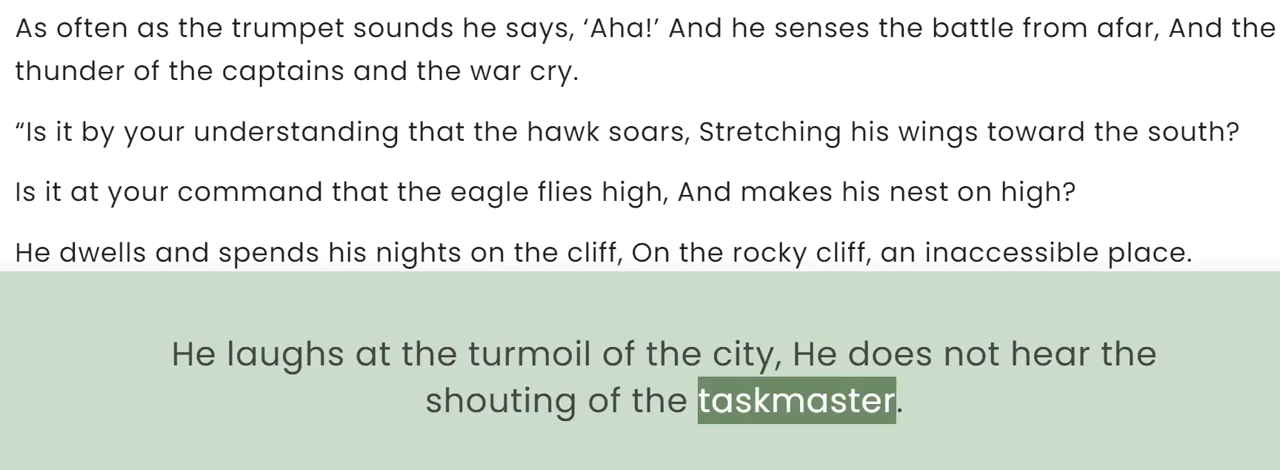 As often as the trumpet sounds he says, ‘Aha!’ And he senses the battle from afar, And the
thunder of the captains and the war cry.
“Is it by your understanding that the hawk soars, Stretching his wings toward the south?
Is it at your command that the eagle flies high, And makes his nest on high?
He dwells and spends his nights on the cliff, On the rocky cliff, an inaccessible place.
He laughs at the turmoil of the city, He does not hear the
shouting of the taskmaster.